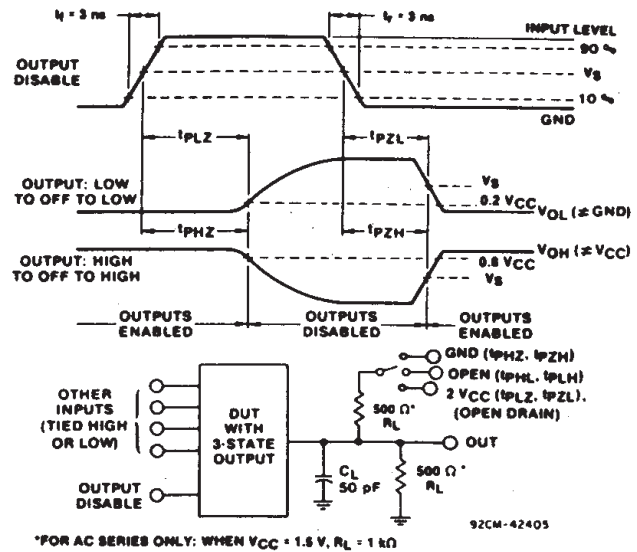 tr = 3 ns
tf = 3 ns
INPUT LEVEL
90 %
VS
10 %
GND
OUTPUT
DISABLE
tPLZ
tPZL
OUTPUT: LOW
TO OFF TO LOW
VS
0.2 VCC
VOL (≠ GND)
tPHZ
tPZH
OUTPUT: HIGH
TO OFF TO HIGH
VOH (≠ VCC)
0.8 VCC
VS
OUTPUTS
ENABLED
OUTPUTS
DISABLED
OUTPUTS
ENABLED
GND (tPHZ, tPZH)
OPEN (tPHL, tPLH)
2 VCC (tPLZ, tPZL),
(OPEN DRAIN)
OTHER
INPUTS
(TIED HIGH
OR LOW)
DUT
WITH
3-STATE
OUTPUT
500 Ω*
RL
OUT
OUTPUT
DISABLE
CL
50 pF
500 Ω*
RL
92CM-42405
*FOR AC SERIES ONLY: WHEN VCC = 1.5 V, RL = 1 kΩ